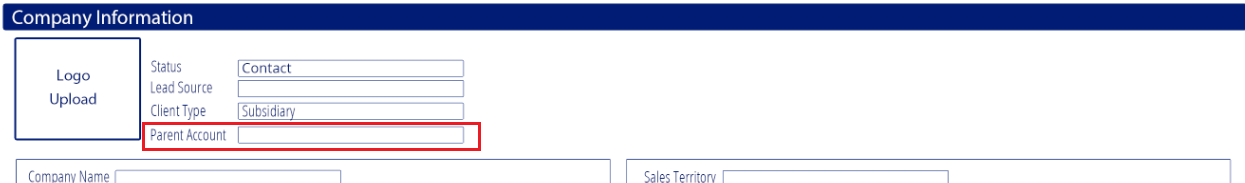 Company Information
Logo
Upload
Status Contact
Lead Source
Client Type Subsidiary
Parent Account
Company Name
Sales Territory